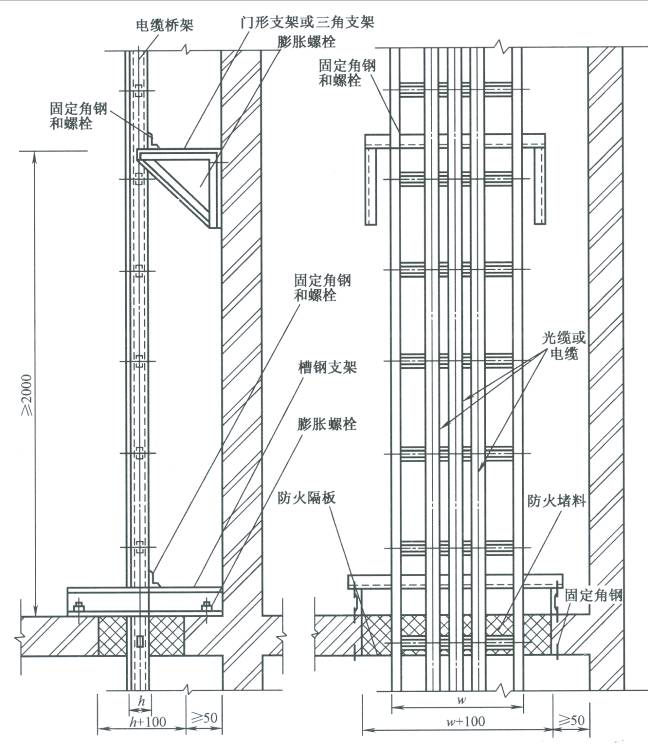 电缆桥架
门形支架或三角支架
膨胀螺栓
固定角钢
和螺栓
固定角钢
和螺栓
固定角钢
和螺栓
光缆或
电缆
槽钢支架
≥2000
膨胀螺栓
防火隔板
防火堵料
固定角钢
h
w
h+100
≥50
w+100
≥50